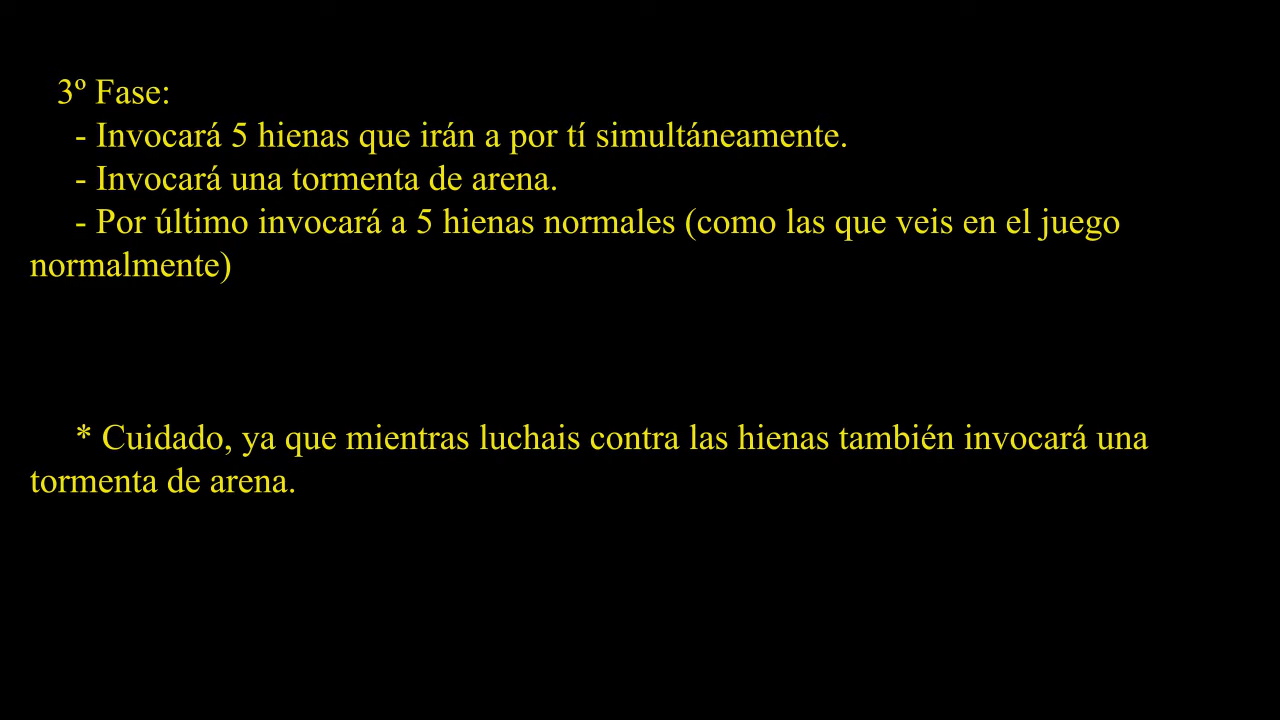 3º Fase:
- Invocará 5 hienas que irán a por tí simultáneamente.
- Invocará una tormenta de arena.
- Por último invocará a 5 hienas normales (como las que veis en el juego
normalmente)
* Cuidado, ya que mientras luchais contra las hienas también invocará una
tormenta de arena.